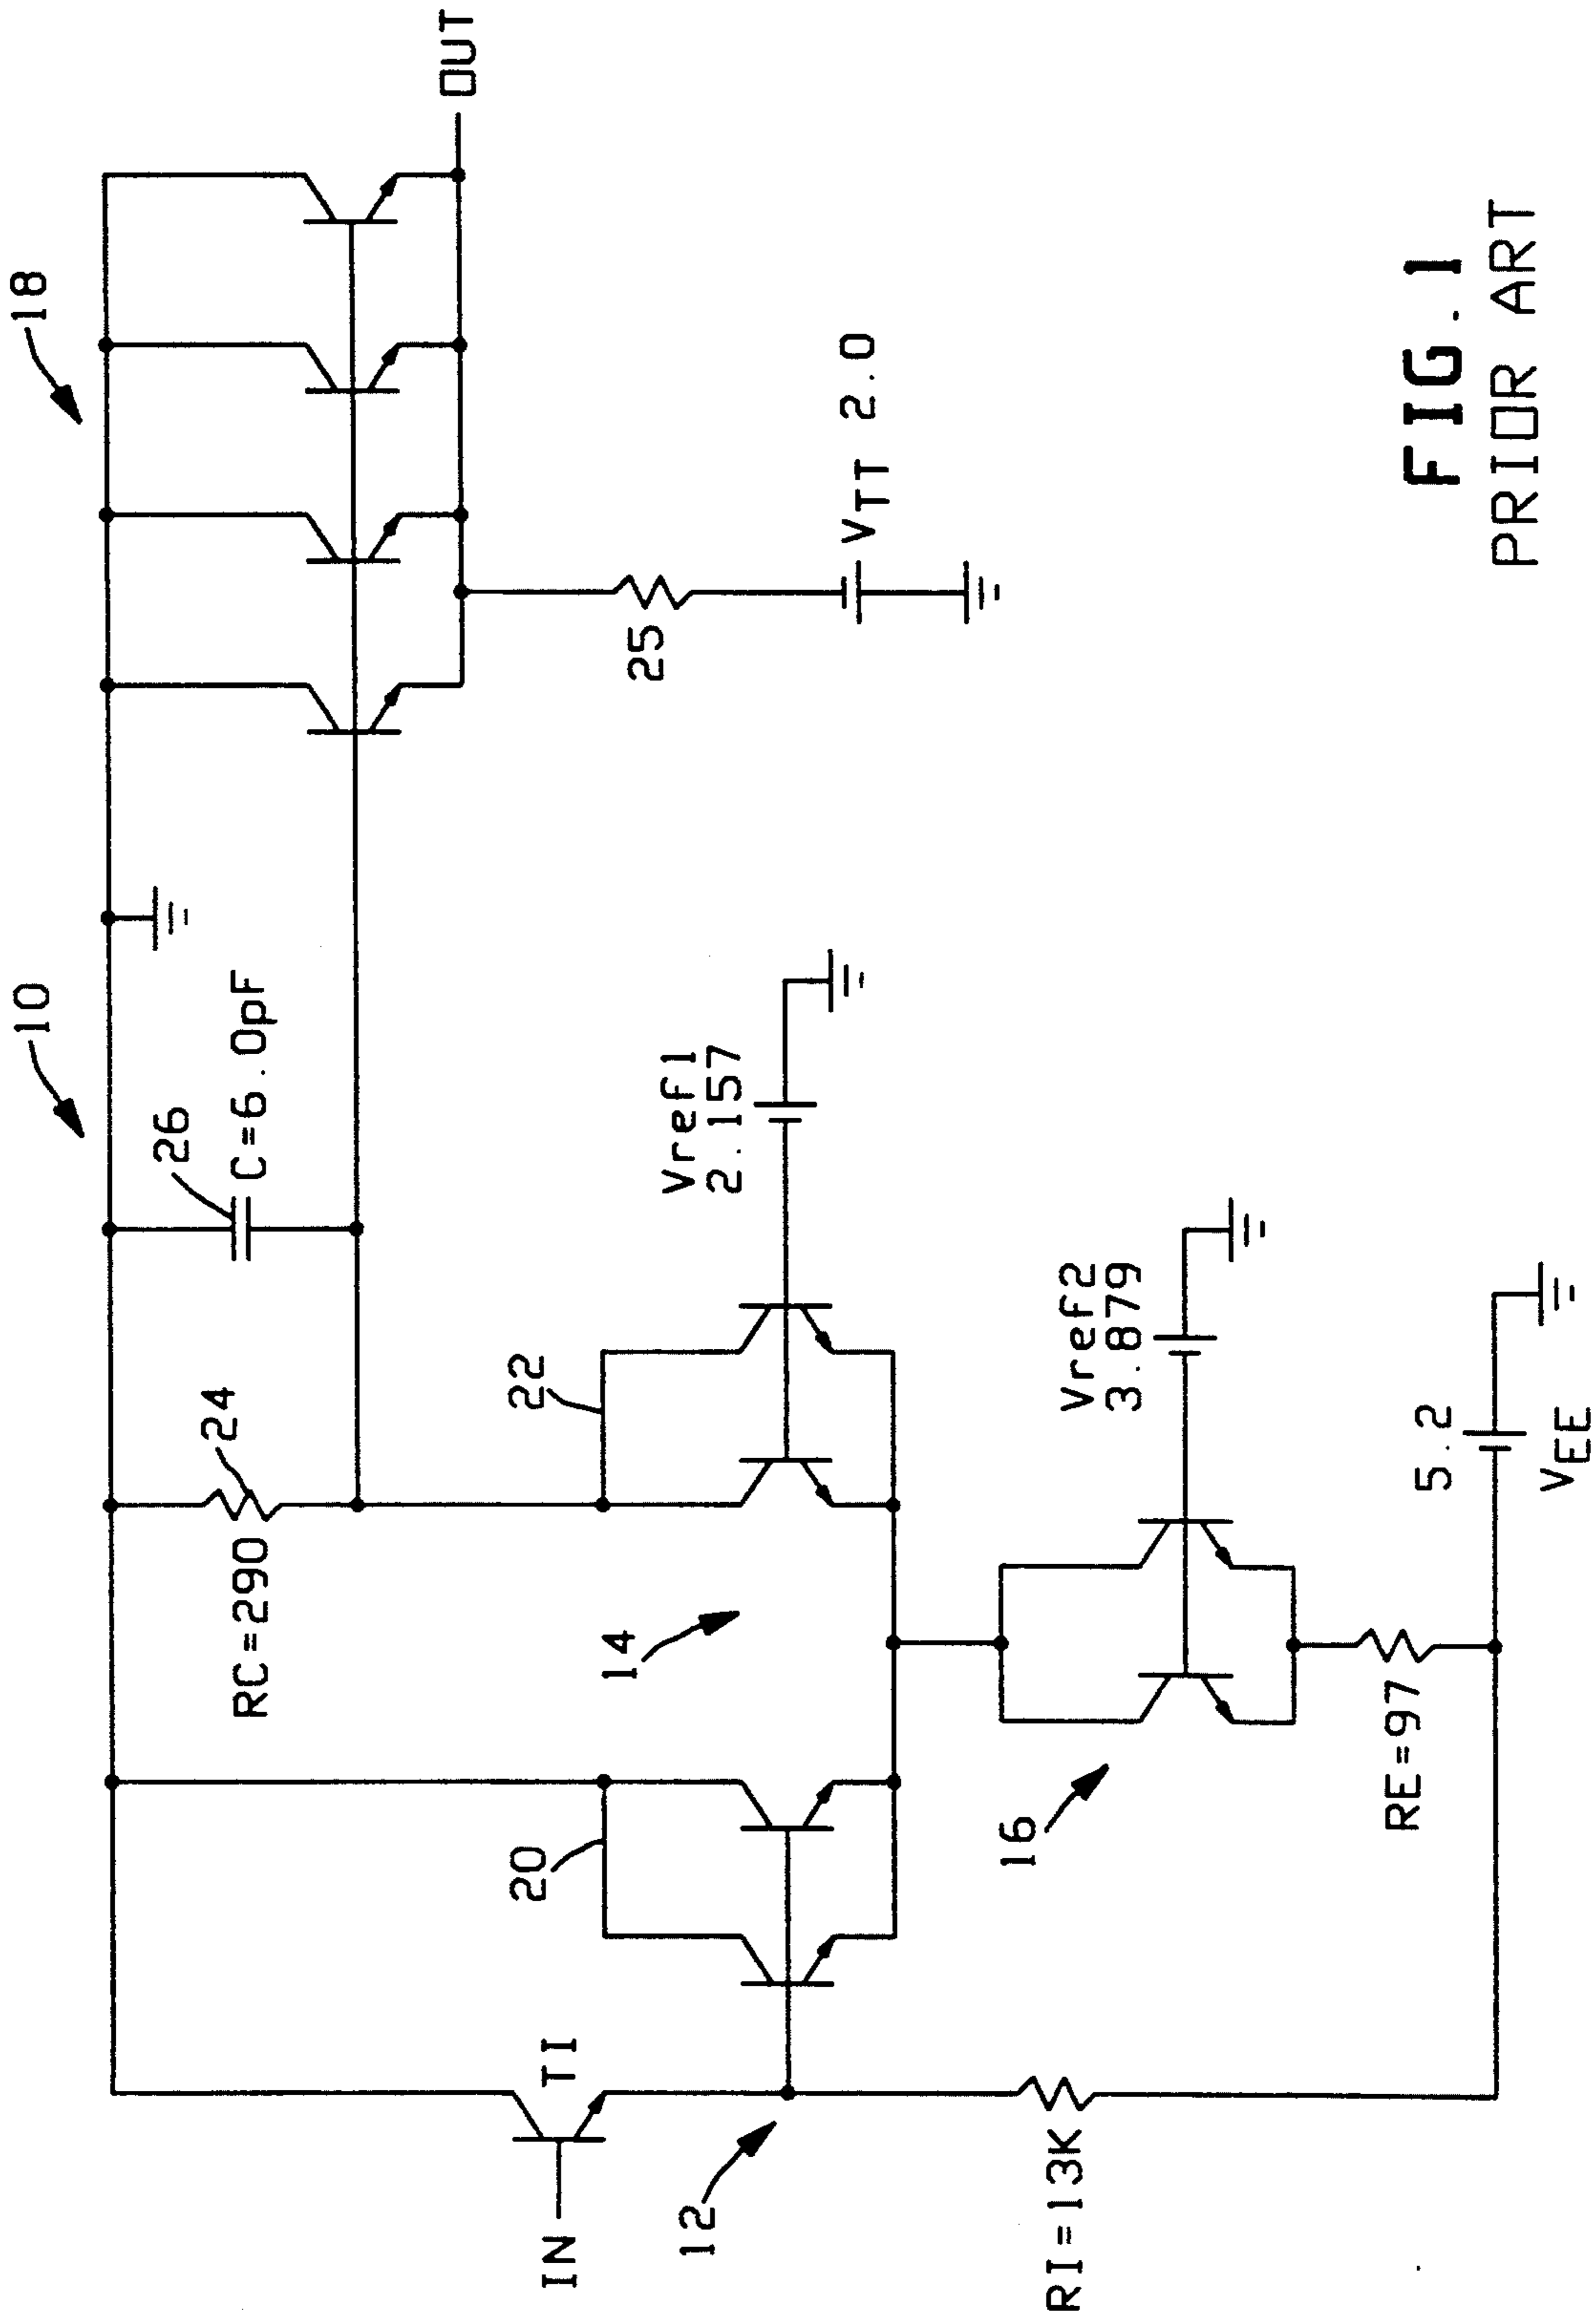 10
18
26
C=6.0pF
24
RC=290
OUT
IN
TI
20
22
14
Vref1
2.157
25
VTT 2.0
12
16
Vref2
3.879
RI=13K
RE=97
5.2
VEE
FIG. 1
PRIOR ART